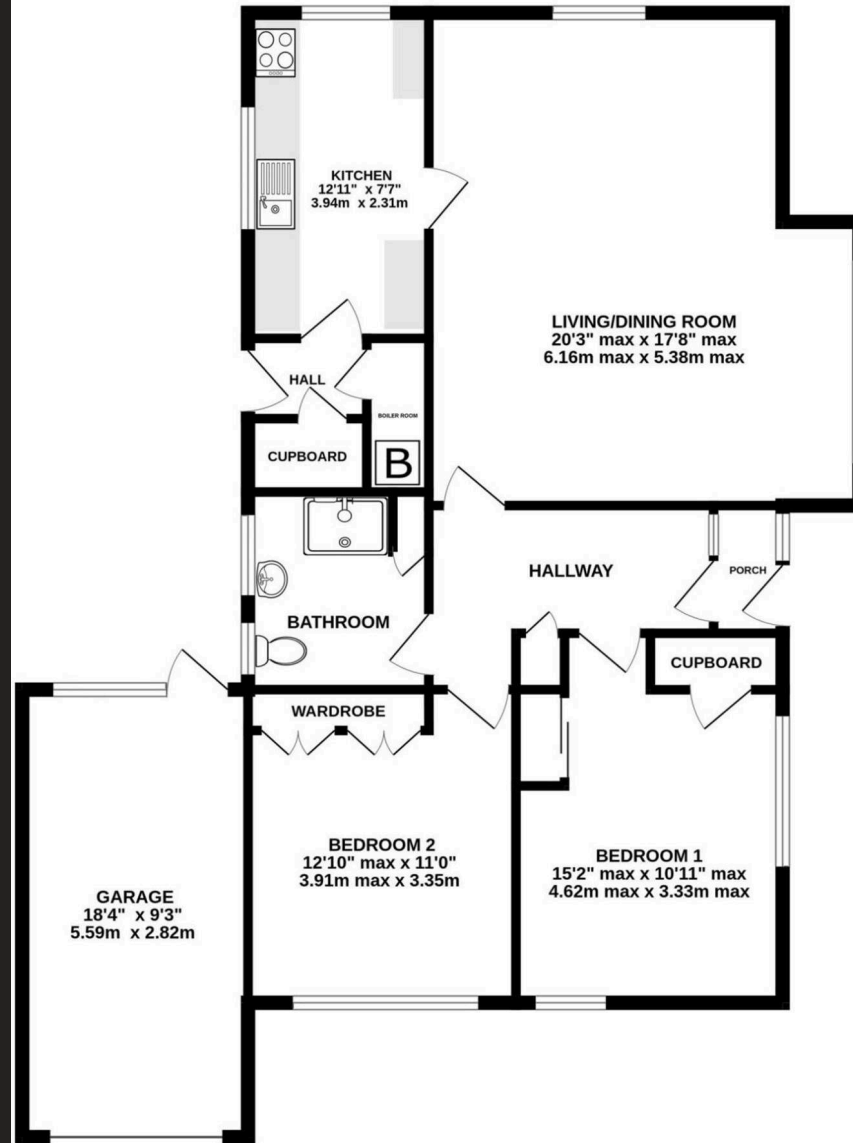 KITCHEN
12'11" x 7'7"
3.94m x 2.31m
LIVING/DINING ROOM
20'3" max x 17'8" max
6.16m max x 5.38m max
HALL
BOILER ROOM
CUPBOARD
B
HALLWAY
PORCH
BATHROOM
CUPBOARD
WARDROBE
BEDROOM 2
12'10" max x 11'0"
3.91m max x 3.35m
BEDROOM 1
15'2" max x 10'11" max
4.62m max x 3.33m max
GARAGE
18'4" x 9'3"
5.59m x 2.82m